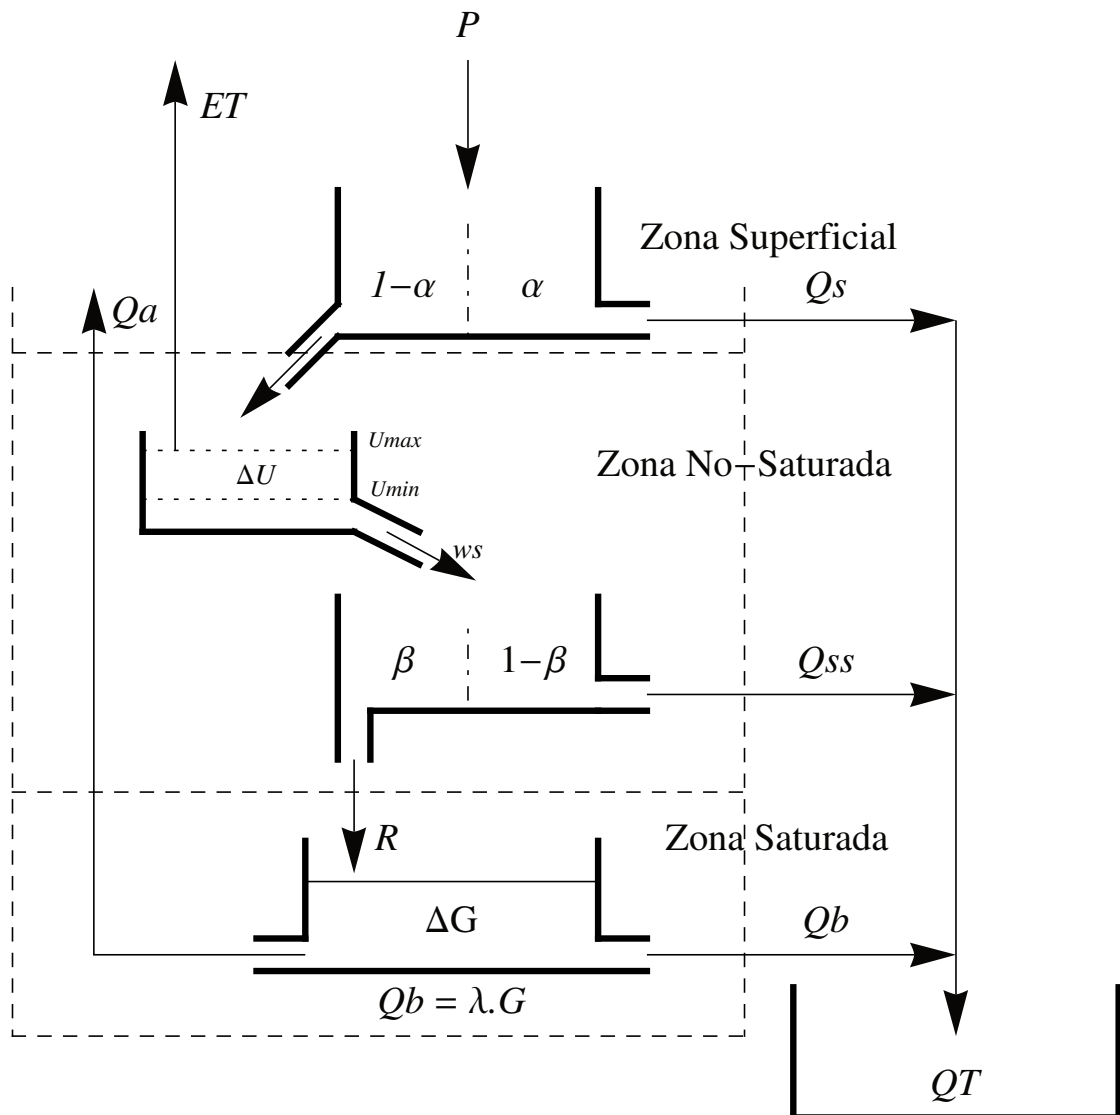 P
ET
Zona Superficial
1−α
α
Qs
Qa
Umax
ΔU
Zona No−Saturada
Umin
ws
β
1−β
Qss
R
Zona Saturada
ΔG
Qb
Qb = λ.G
QT